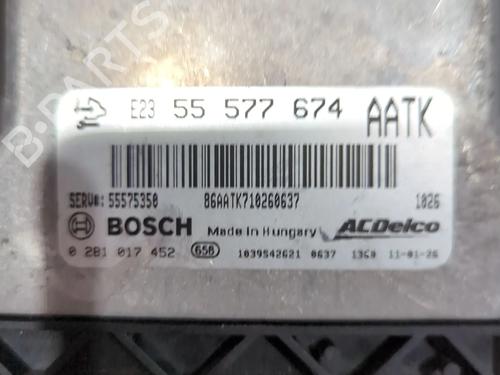 E23 55 577 674 AATK
SERV#: 55575350 86AATK710260637 1026
BOSCH Made in Hungary ACDelco
0 281 017 452 658 1039S42621 0637 1368 11-01-26
B-PARTS